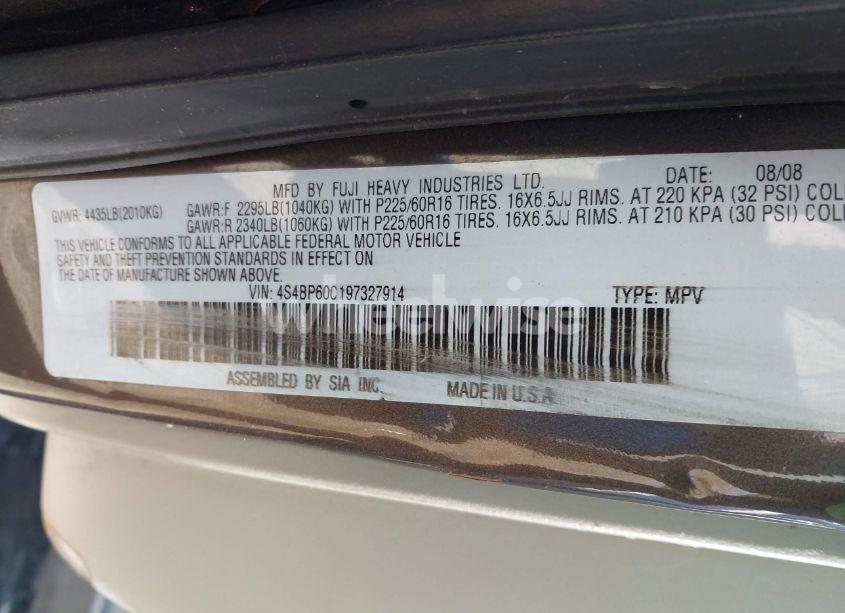 MFD BY FUJI HEAVY INDUSTRIES LTD. DATE: 08/08
GVWR: 4435LB(2010KG) GAWR:F 2295LB(1040KG) WITH P225/60R16 TIRES. 16X6.5JJ RIMS. AT 220 KPA (32 PSI) COL
GAWR:R 2340LB(1060KG) WITH P225/60R16 TIRES. 16X6.5JJ RIMS. AT 210 KPA (30 PSI) COL
THIS VEHICLE CONFORMS TO ALL APPLICABLE FEDERAL MOTOR VEHICLE
SAFETY AND THEFT PREVENTION STANDARDS IN EFFECT ON
THE DATE OF MANUFACTURE SHOWN ABOVE.
VIN: 4S4BP60C197327914 TYPE: MPV
wheelwise
ASSEMBLED BY SIA INC. MADE IN U.S.A